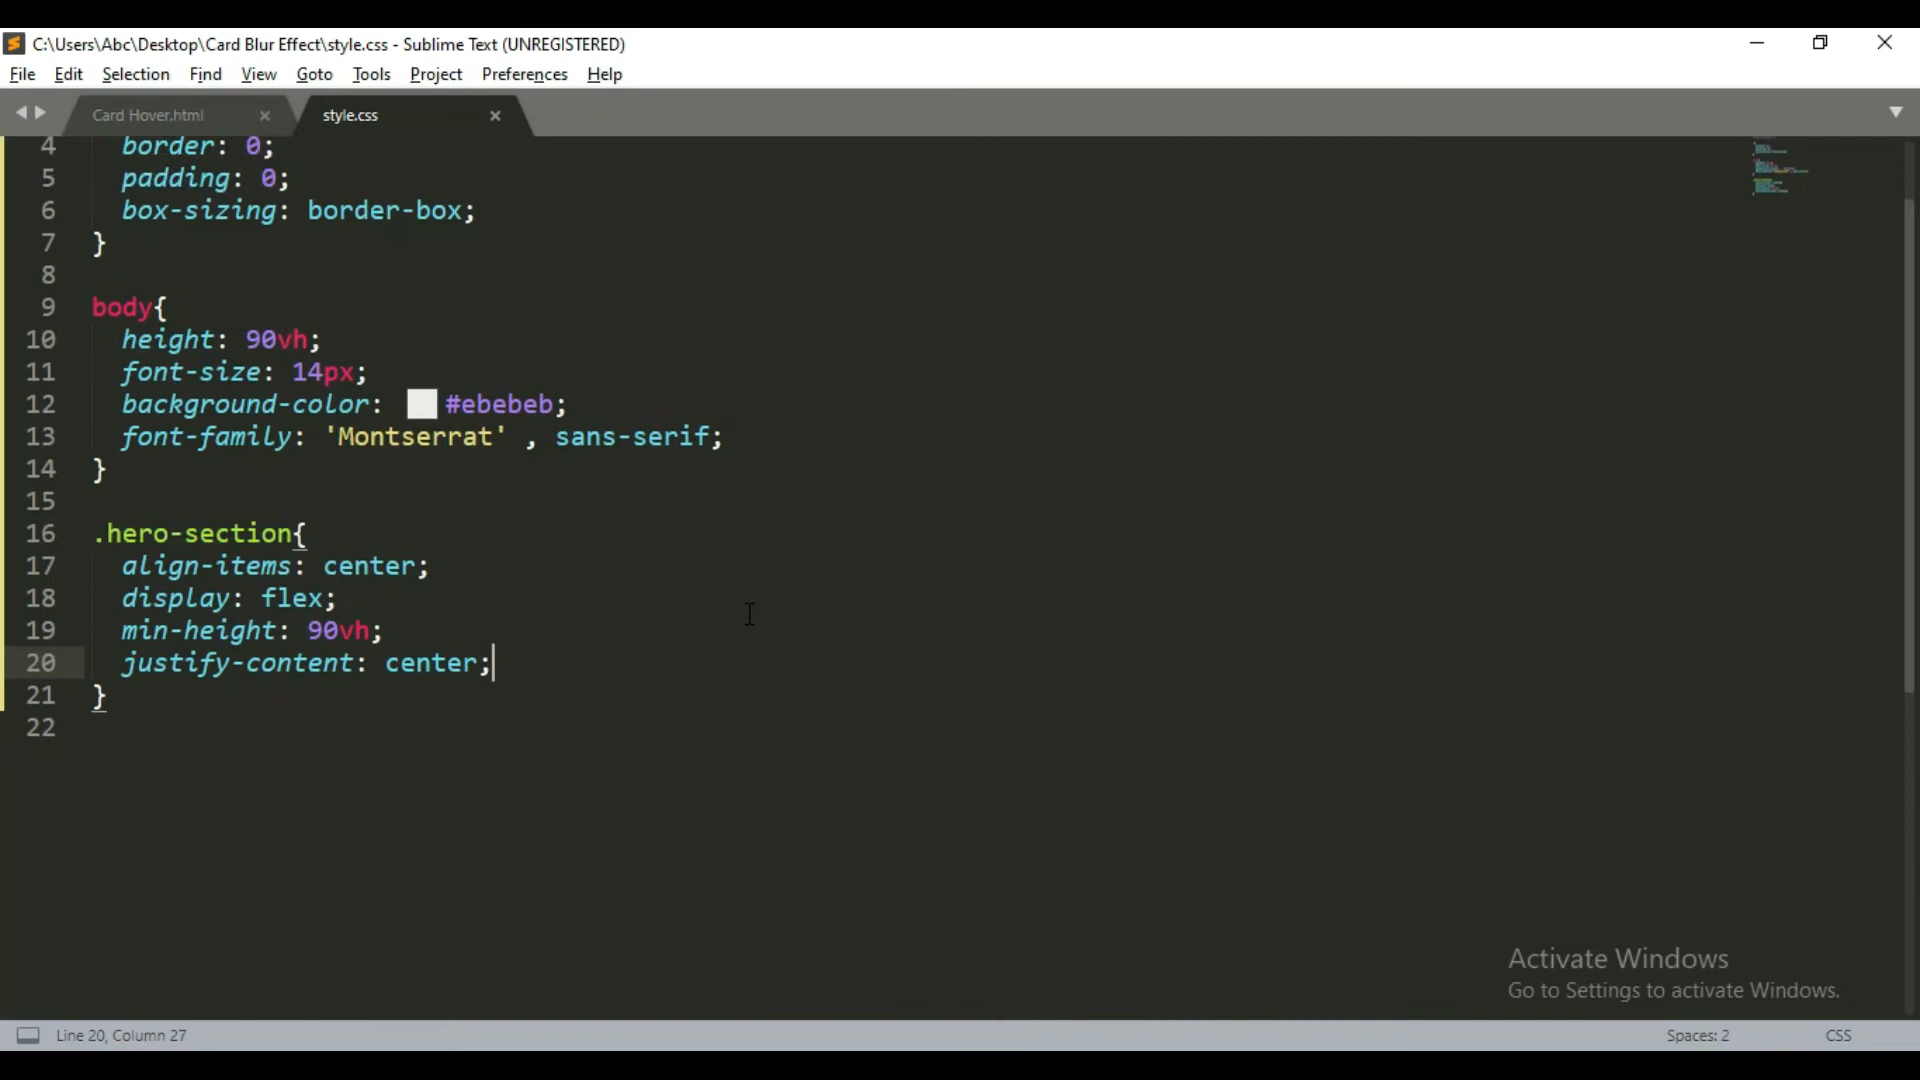 C:\Users\Abc\Desktop\Card Blur Effect\style.css - Sublime Text (UNREGISTERED)
File Edit Selection Find View Goto Tools Project Preferences Help
Card Hover.html × style.css ×
4 border: 0;
5 padding: 0;
6 box-sizing: border-box;
7 }
8
9 body{
10 height: 90vh;
11 font-size: 14px;
12 background-color: #ebebeb;
13 font-family: 'Montserrat' , sans-serif;
14 }
15
16 .hero-section{
17 align-items: center;
18 display: flex;
19 min-height: 90vh;
20 justify-content: center;
21 }
22
Activate Windows
Go to Settings to activate Windows.
Line 20, Column 27 Spaces: 2 CSS